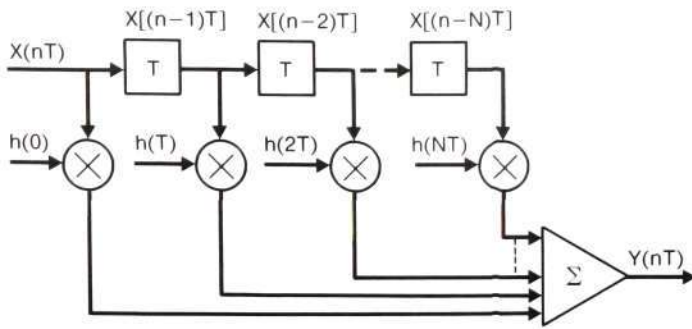 X[(n-1)T] X[(n-2)T] X[(n-N)T]
X(nT) T T T
h(0) h(T) h(2T) h(NT)
Σ Y(nT)